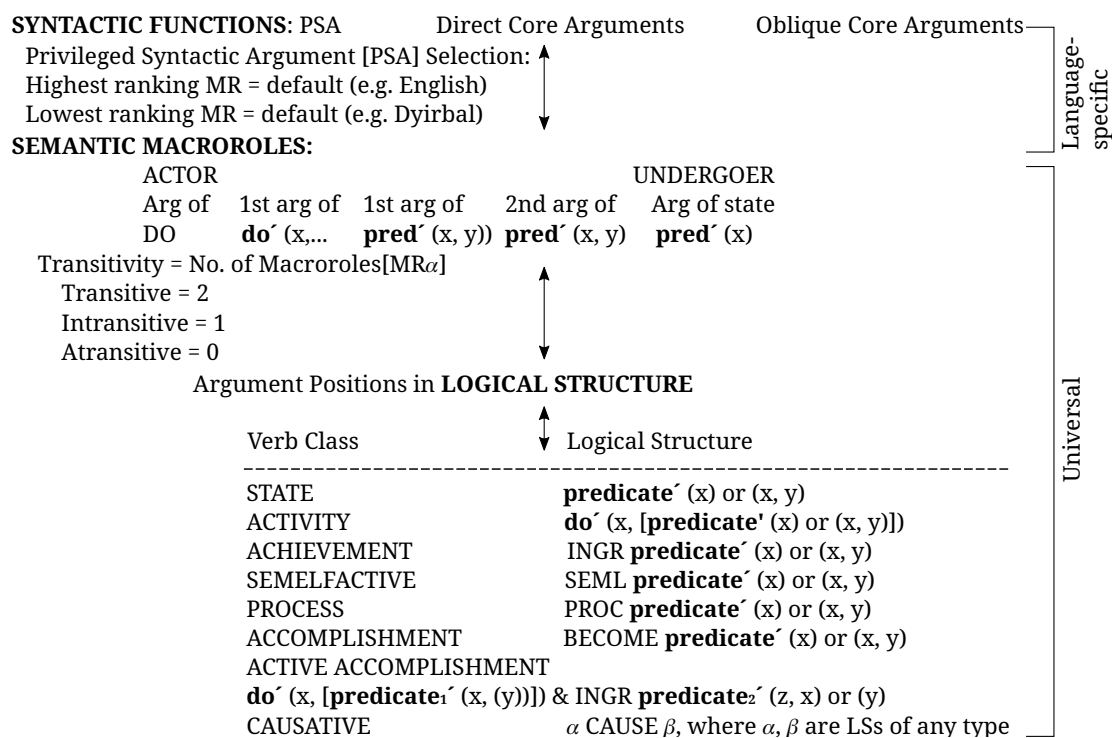 SYNTACTIC FUNCTIONS: PSA Direct Core Arguments Oblique Core Arguments
Privileged Syntactic Argument [PSA] Selection:
Highest ranking MR = default (e.g. English)
Lowest ranking MR = default (e.g. Dyirbal)
Language-
specific
SEMANTIC MACROROLES:
ACTOR UNDERGOER
Arg of 1st arg of 1st arg of 2nd arg of Arg of state
DO do´ (x,... pred´ (x, y)) pred´ (x, y) pred´ (x)
Transitivity = No. of Macroroles[MRα]
Transitive = 2
Intransitive = 1
Atransitive = 0
Argument Positions in LOGICAL STRUCTURE
Universal
Verb Class Logical Structure
STATE predicate´ (x) or (x, y)
ACTIVITY do´ (x, [predicate' (x) or (x, y)])
ACHIEVEMENT INGR predicate´ (x) or (x, y)
SEMELFACTIVE SEML predicate´ (x) or (x, y)
PROCESS PROC predicate´ (x) or (x, y)
ACCOMPLISHMENT BECOME predicate´ (x) or (x, y)
ACTIVE ACCOMPLISHMENT
do´ (x, [predicate₁´ (x, (y))]) & INGR predicate₂´ (z, x) or (y)
CAUSATIVE α CAUSE β, where α, β are LSs of any type